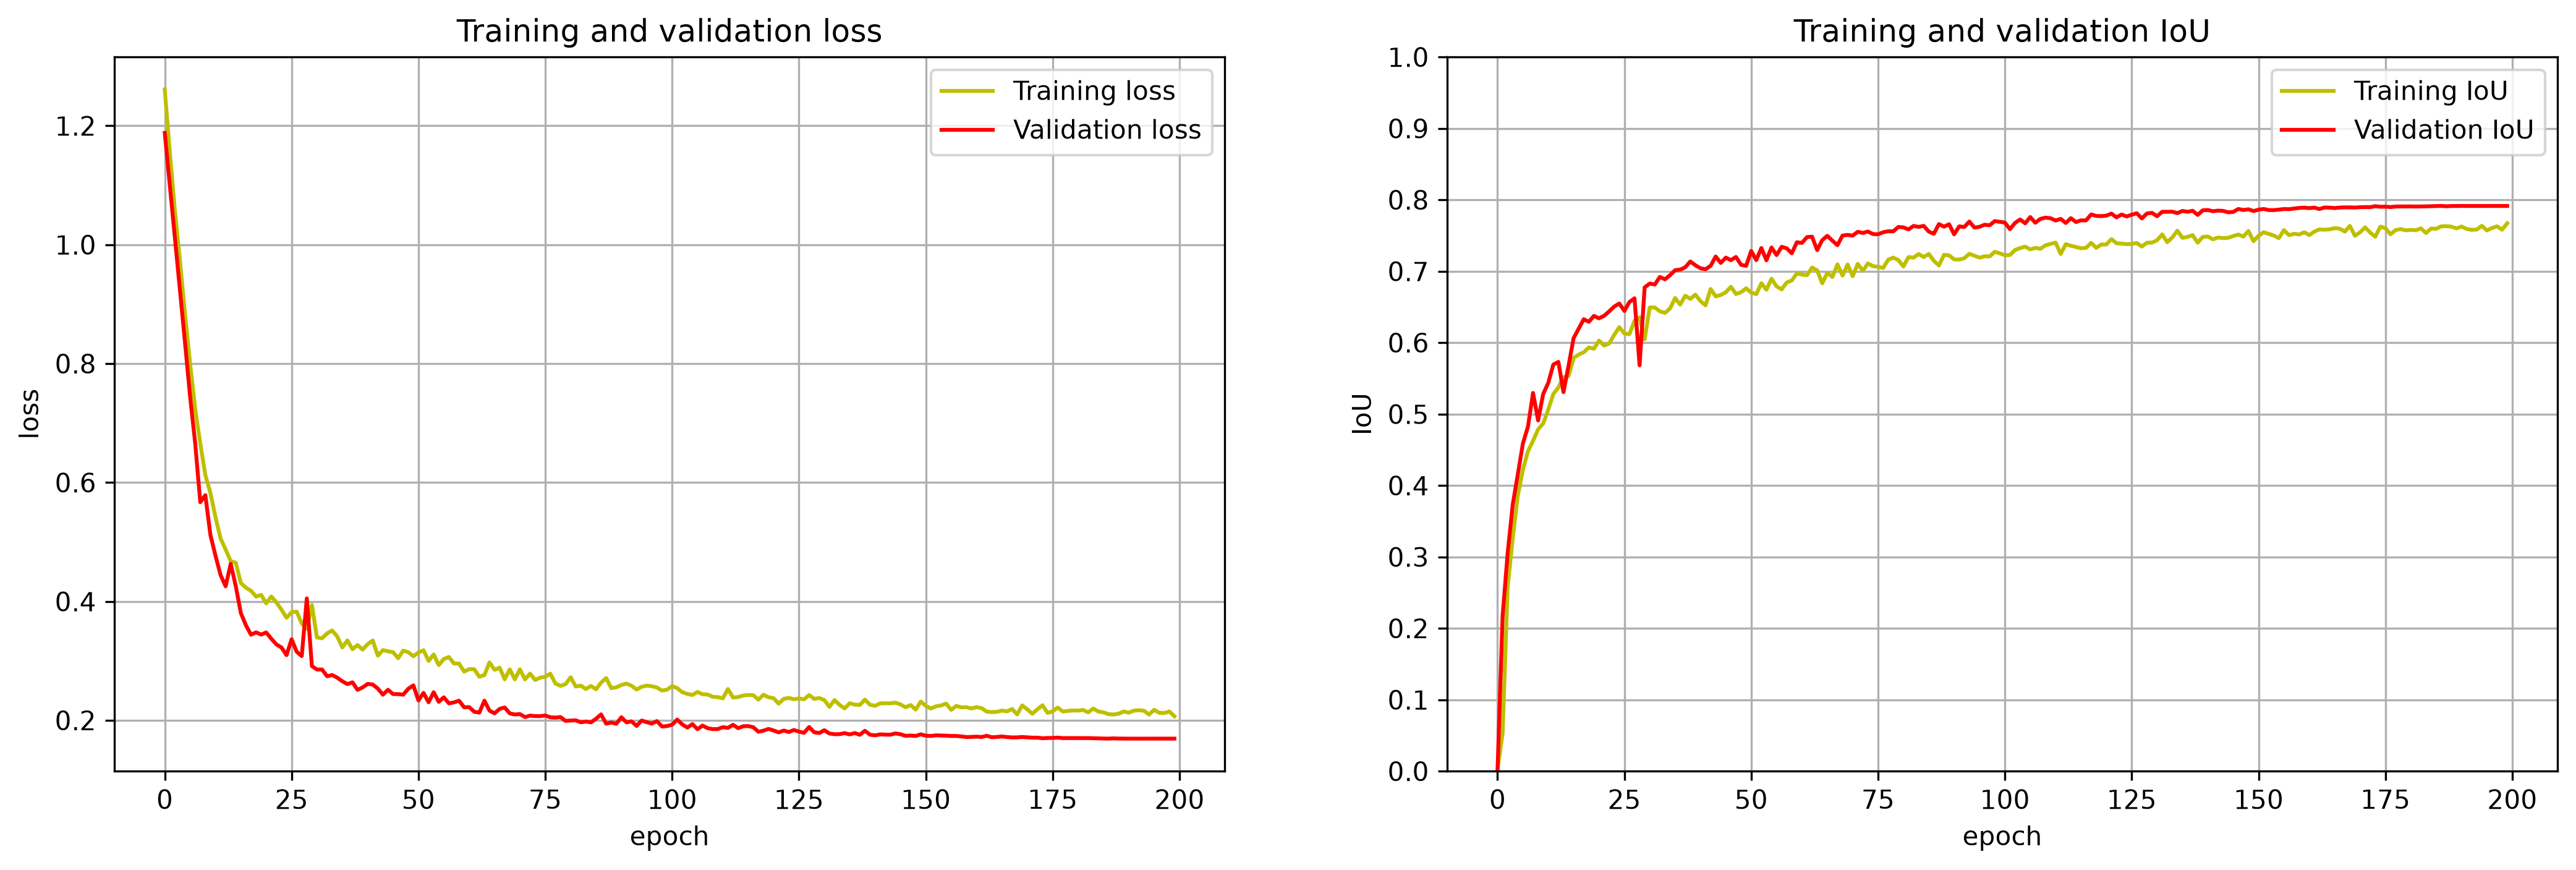 Training and validation loss
Training loss
Validation loss
1.2
1.0
0.8
0.6
0.4
0.2
loss
0 25 50 75 100 125 150 175 200
epoch
Training and validation IoU
Training IoU
Validation IoU
1.0
0.9
0.8
0.7
0.6
0.5
0.4
0.3
0.2
0.1
0.0
IoU
0 25 50 75 100 125 150 175 200
epoch